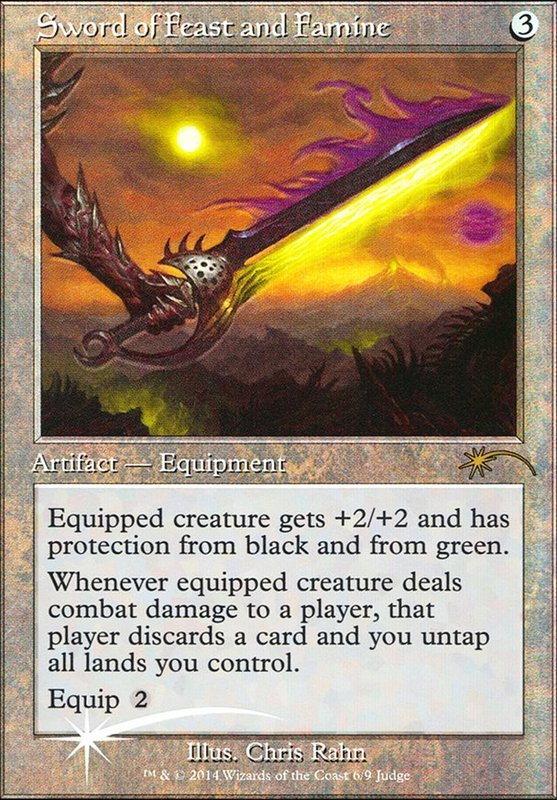 Sword of Feast and Famine 3
Artifact — Equipment
Equipped creature gets +2/+2 and has
protection from black and from green.
Whenever equipped creature deals
combat damage to a player, that
player discards a card and you untap
all lands you control.
Equip 2
Illus. Chris Rahn
™ & © 2014 Wizards of the Coast 6/9 Judge